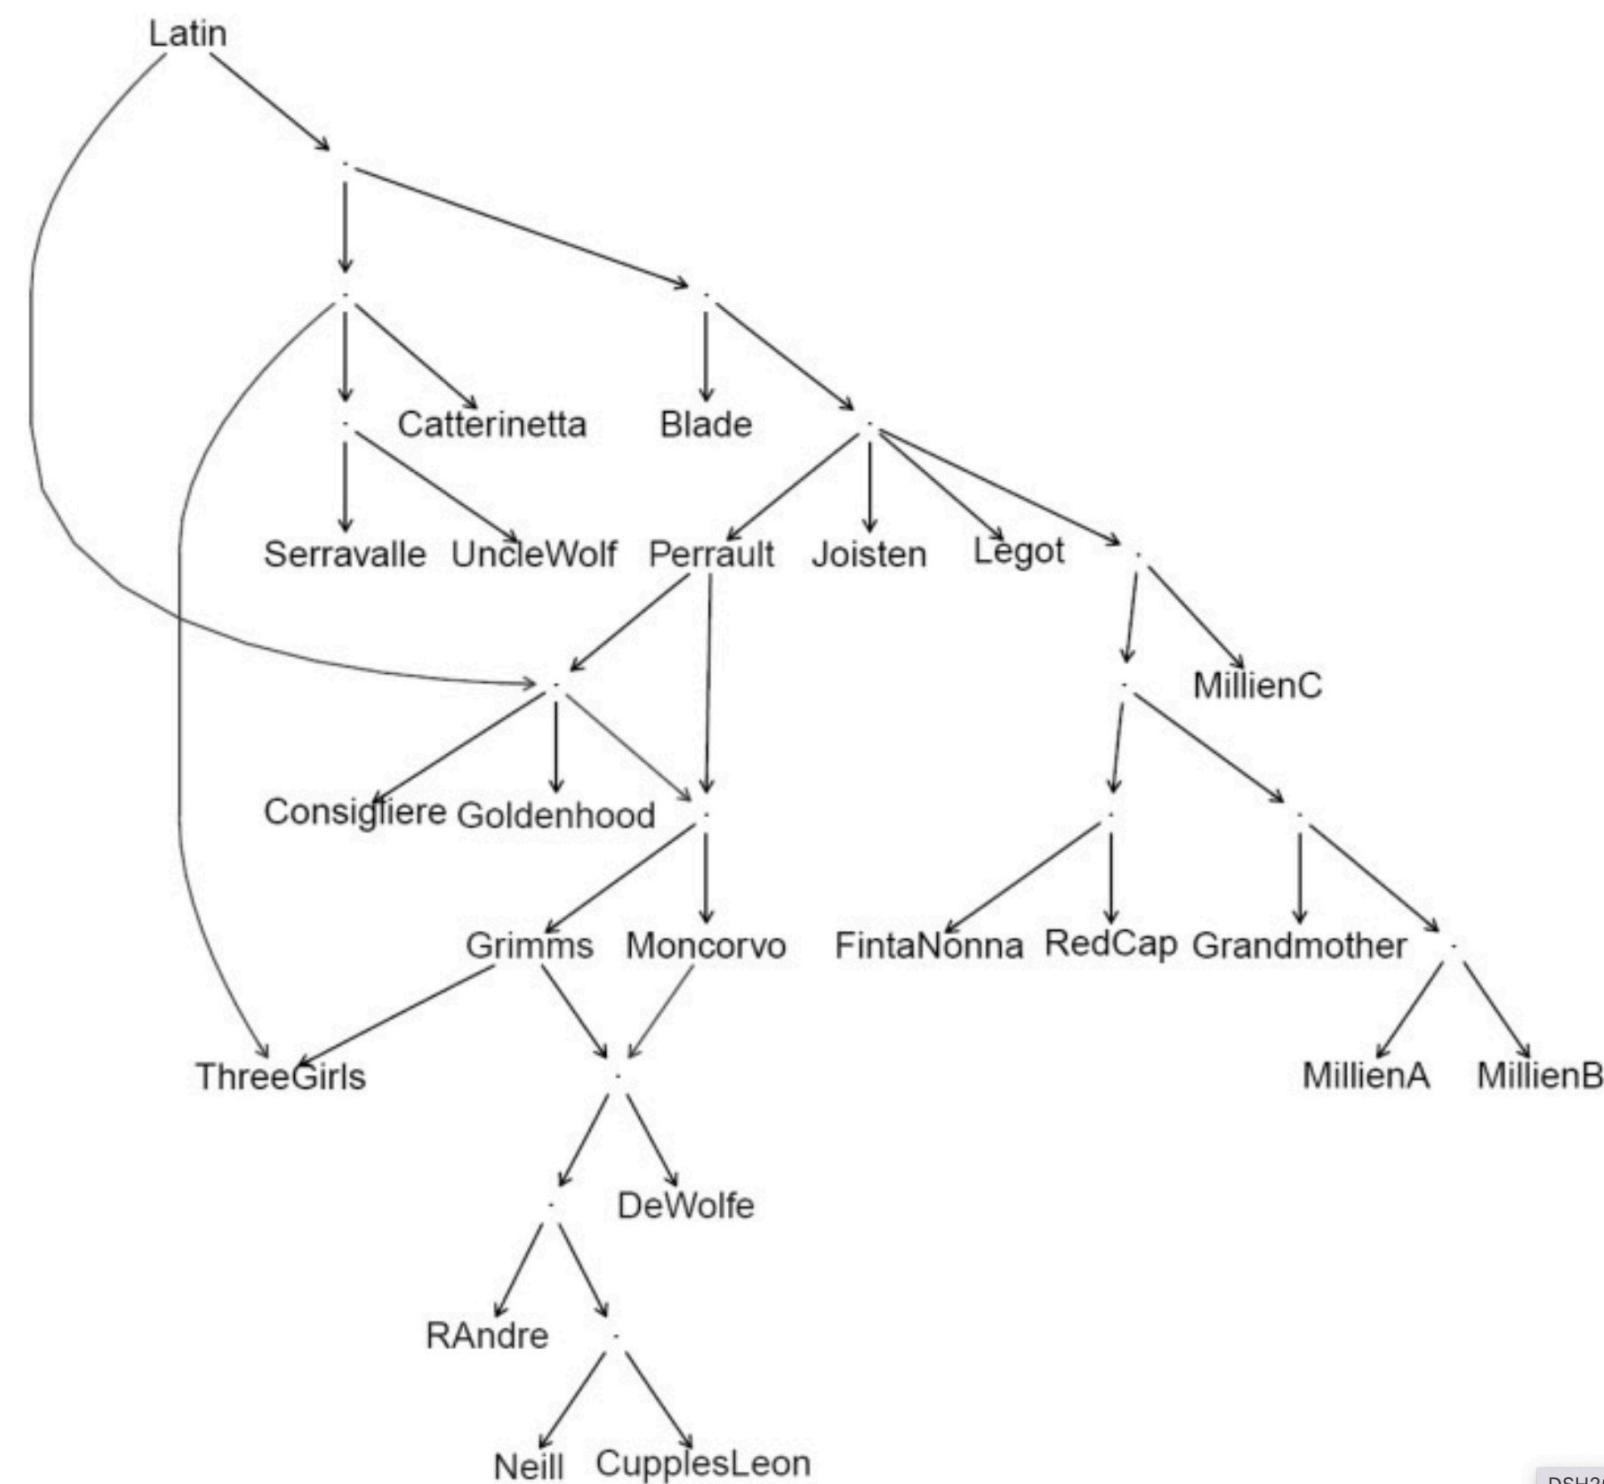 Latin
Catterinetta Blade
Serravalle UncleWolf Perrault Joisten Legot
MillienC
Consigliere Goldenhood
Grimms Moncorvo FintaNonna RedCap Grandmother
ThreeGirls MillienA MillienB
DeWolfe
RAndre
Neill CupplesLeon